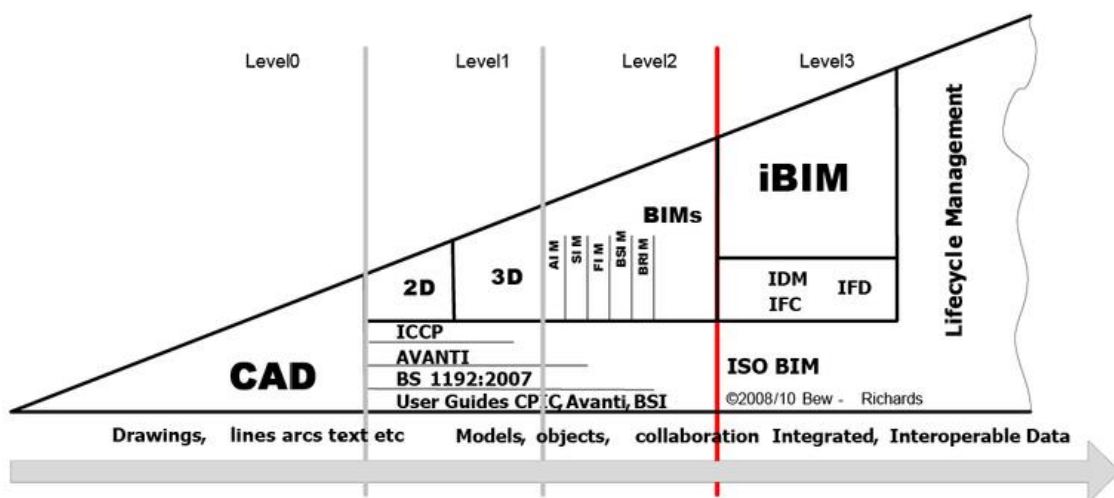 Level0
Level1
Level2
Level3
iBIM
BIMs
2D
3D
AIM
SIM
FIM
BSIM
BRIM
IDM
IFD
IFC
Lifecycle Management
ICCP
AVANTI
BS 1192:2007
User Guides CPIC, Avanti, BSI
CAD
ISO BIM
©2008/10 Bew - Richards
Drawings, lines arcs text etc Models, objects, collaboration Integrated, Interoperable Data